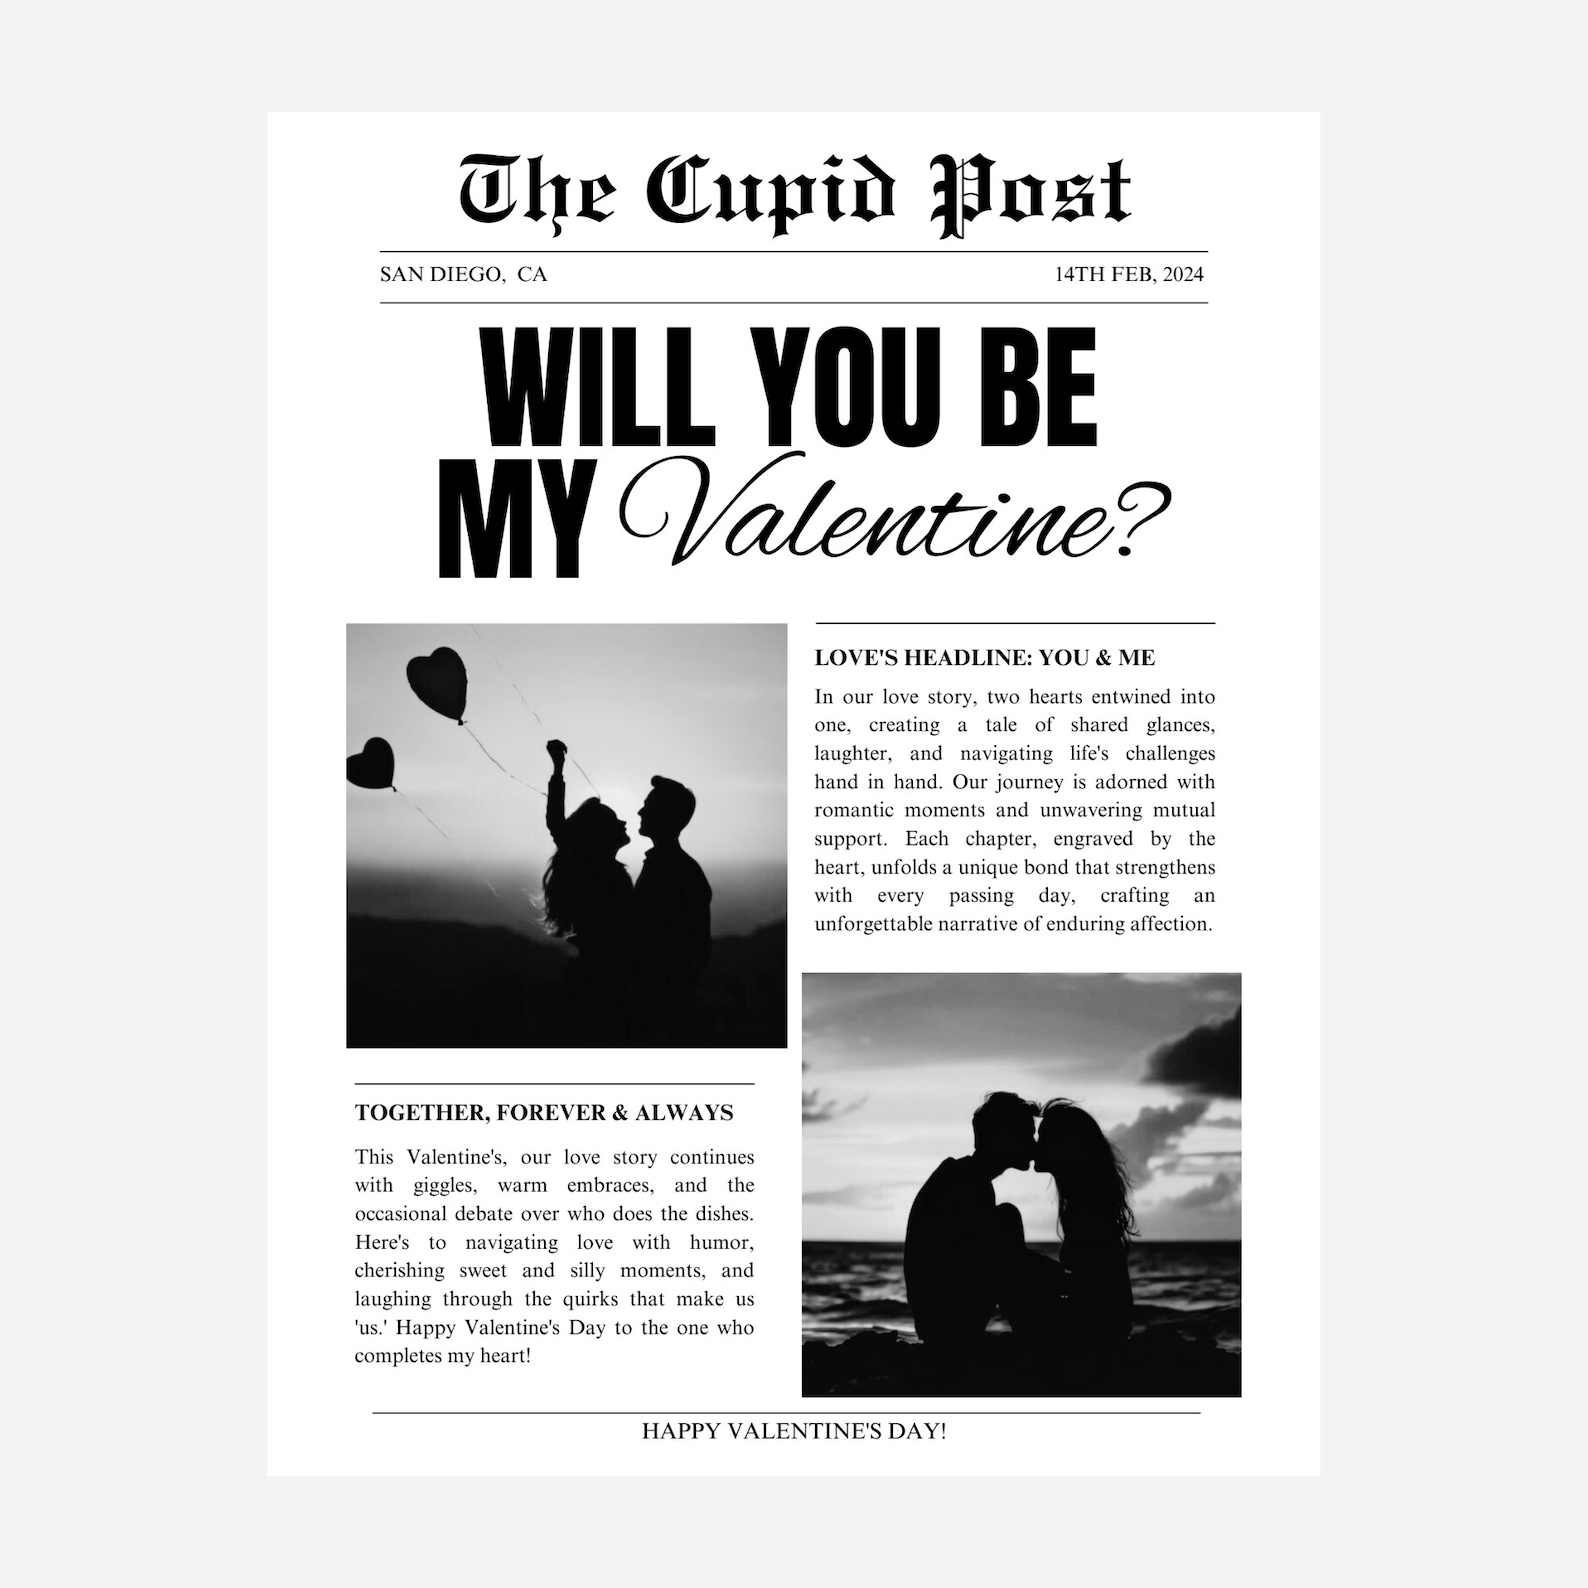 The Cupid Post
SAN DIEGO, CA
14TH FEB, 2024
WILL YOU BE
MY Valentine?
LOVE'S HEADLINE: YOU & ME
In our love story, two hearts entwined into
one, creating a tale of shared glances,
laughter, and navigating life's challenges
hand in hand. Our journey is adorned with
romantic moments and unwavering mutual
support. Each chapter, engraved by the
heart, unfolds a unique bond that strengthens
with every passing day, crafting an
unforgettable narrative of enduring affection.
TOGETHER, FOREVER & ALWAYS
This Valentine's, our love story continues
with giggles, warm embraces, and the
occasional debate over who does the dishes.
Here's to navigating love with humor,
cherishing sweet and silly moments, and
laughing through the quirks that make us
'us.' Happy Valentine's Day to the one who
completes my heart!
HAPPY VALENTINE'S DAY!